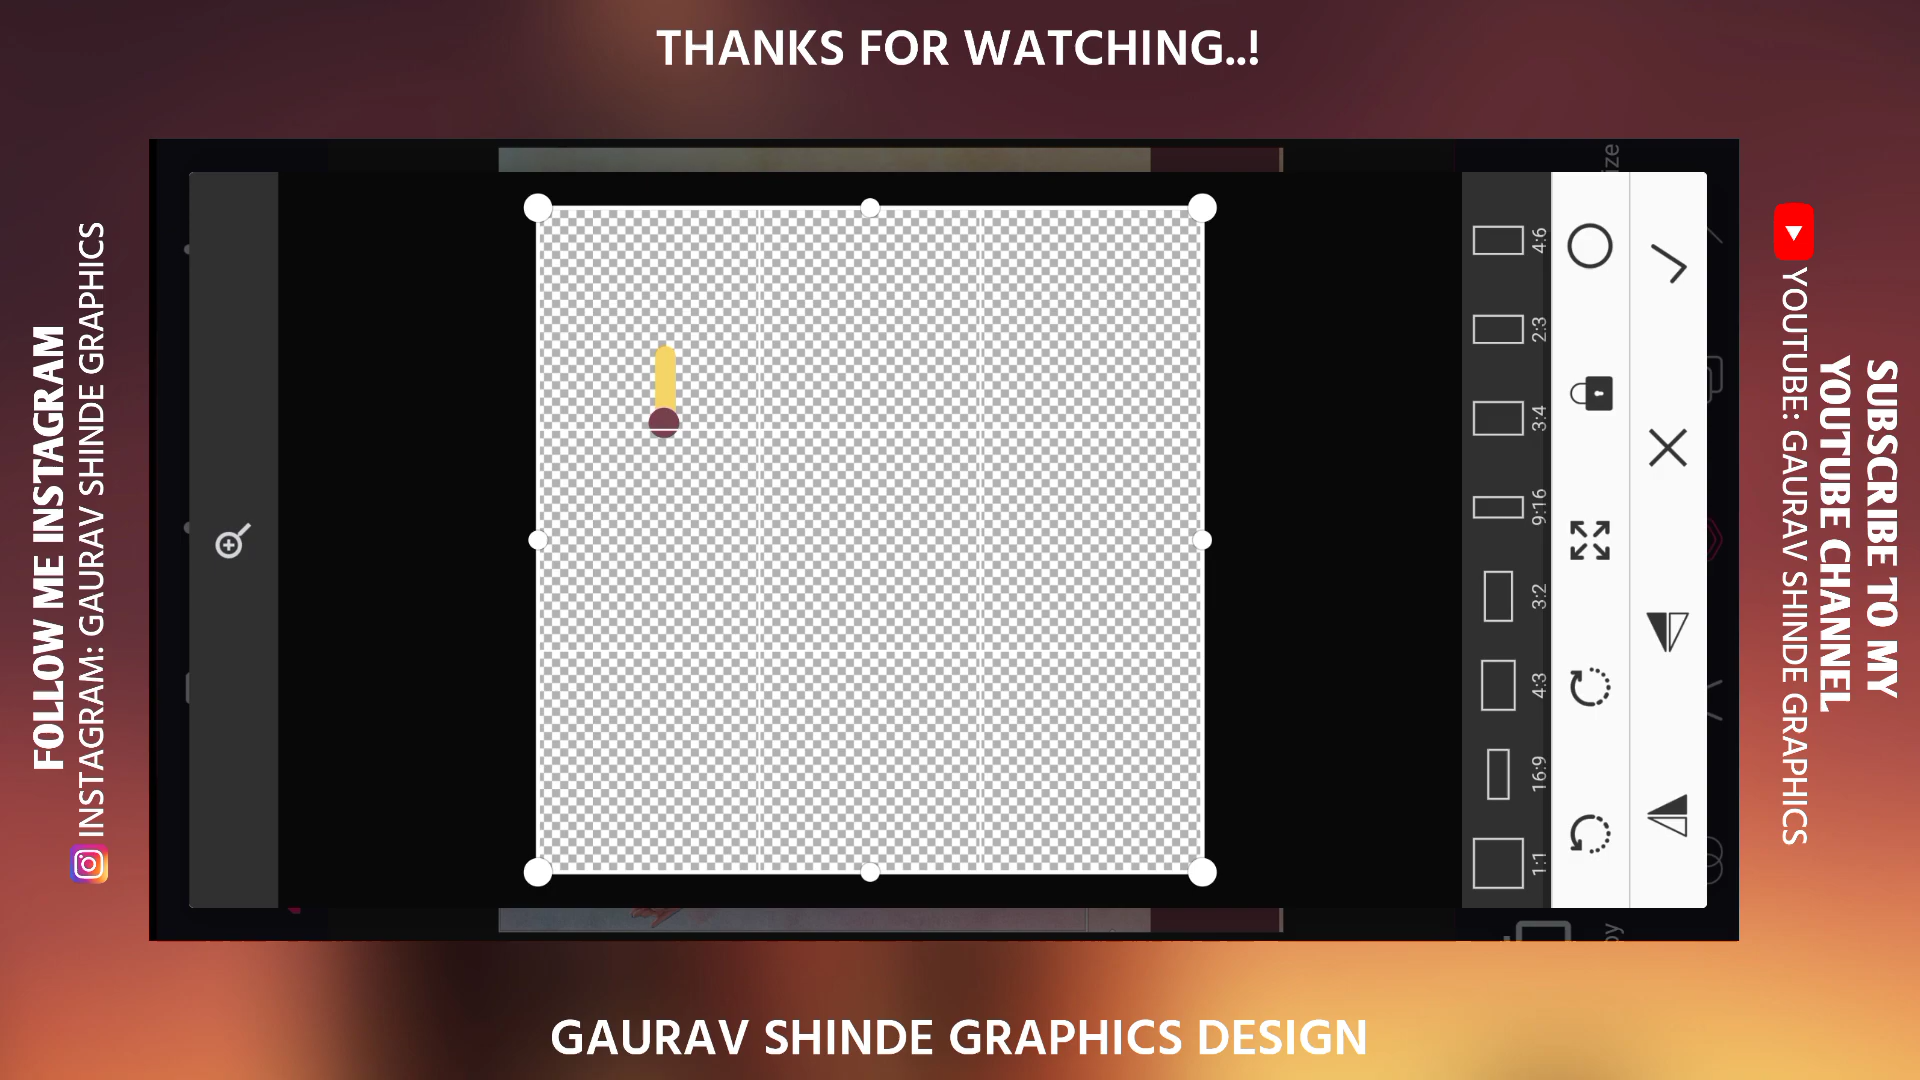 THANKS FOR WATCHING..!
FOLLOW ME INSTAGRAM
INSTAGRAM: GAURAV SHINDE GRAPHICS
4:6
2:3
3:4
9:16
3:2
4:3
16:9
1:1
SUBSCRIBE TO MY
YOUTUBE CHANNEL
YOUTUBE: GAURAV SHINDE GRAPHICS
GAURAV SHINDE GRAPHICS DESIGN